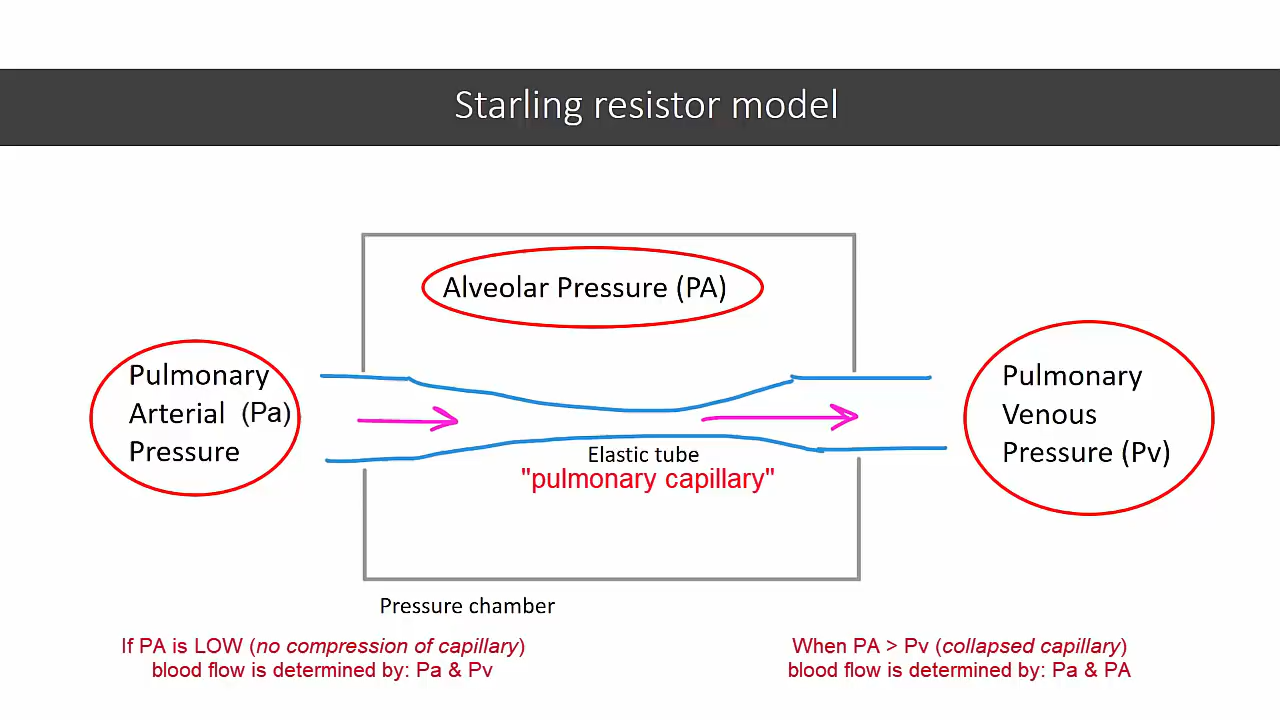 Starling resistor model
Alveolar Pressure (PA)
Pulmonary
Arterial (Pa)
Pressure
Pulmonary
Venous
Pressure (Pv)
Elastic tube
"pulmonary capillary"
Pressure chamber
If PA is LOW (no compression of capillary)
blood flow is determined by: Pa & Pv
When PA > Pv (collapsed capillary)
blood flow is determined by: Pa & PA